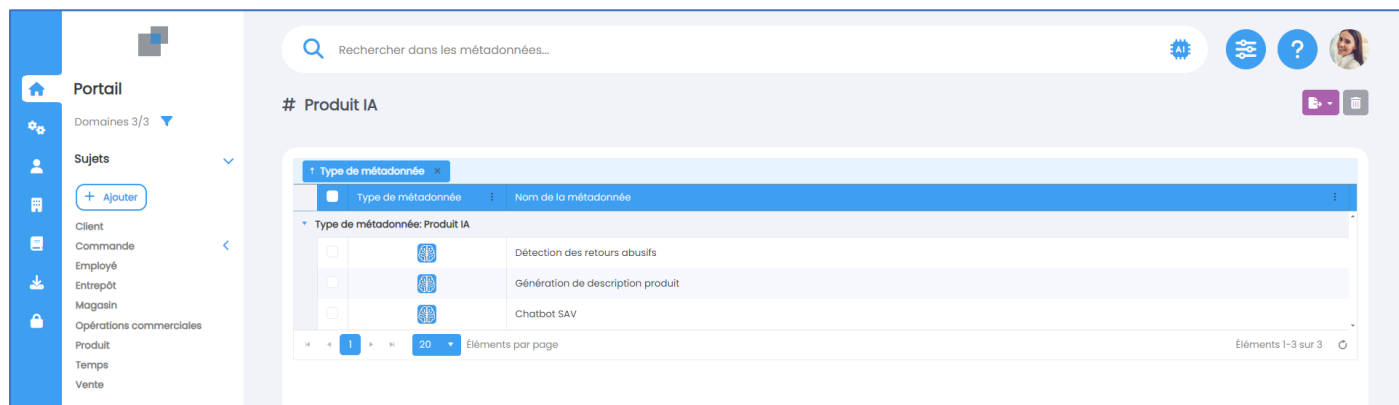 Rechercher dans les métadonnées...
AI
?
Portail
Domaines 3/3
# Produit IA
Sujets
+ Ajouter
Client
Commande
Employé
Entrepôt
Magasin
Opérations commerciales
Produit
Temps
Vente
↑ Type de métadonnée ×
Type de métadonnée Nom de la métadonnée
Type de métadonnée: Produit IA
Détection des retours abusifs
Génération de description produit
Chatbot SAV
1 20 Éléments par page Éléments 1-3 sur 3